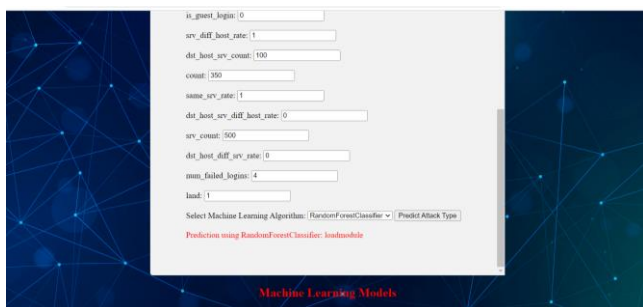 is_guest_login: 0
srv_diff_host_rate: 1
dst_host_srv_count: 100
count: 350
same_srv_rate: 1
dst_host_srv_diff_host_rate: 0
srv_count: 500
dst_host_diff_srv_rate: 0
num_failed_logins: 4
land: 1
Select Machine Learning Algorithm: RandomForestClassifier Predict Attack Type
Prediction using RandomForestClassifier: loadmodule
Machine Learning Models